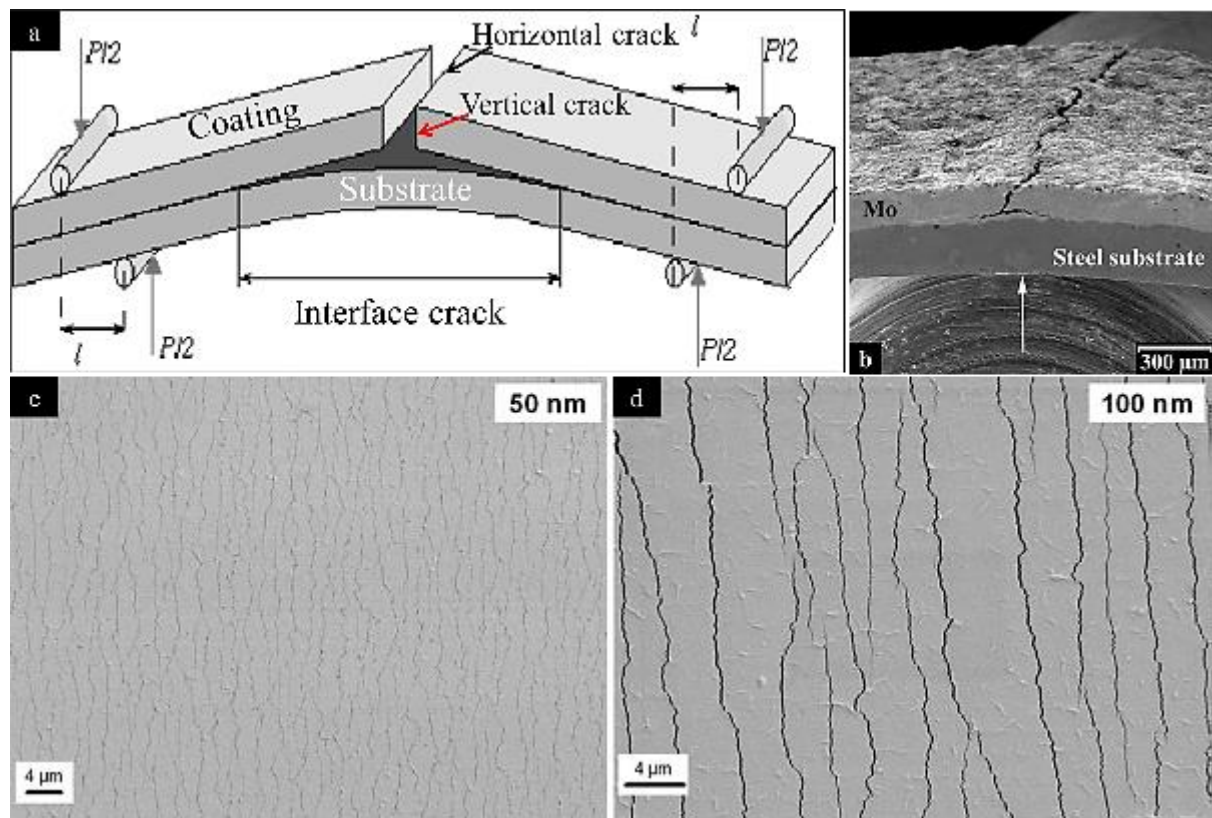 a
Horizontal crack
l
P/2
P/2
Vertical crack
Coating
Substrate
Interface crack
l
P/2
P/2
b
Mo
Steel substrate
300 µm
c
50 nm
4 µm
d
100 nm
4 µm